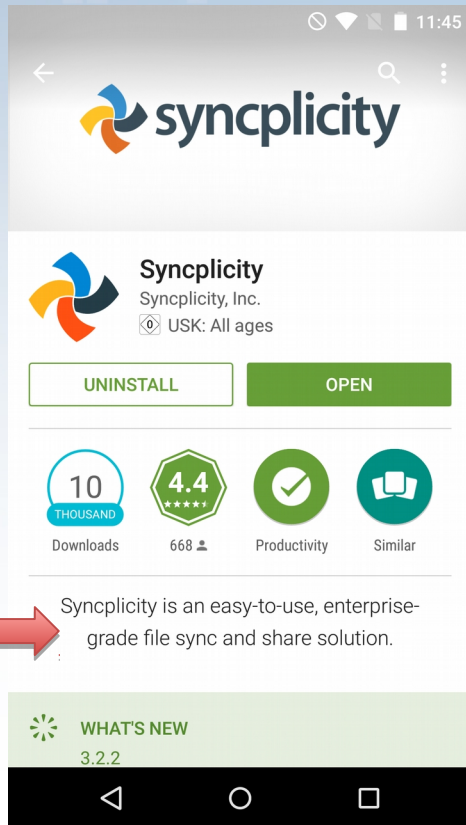 11:45
syncplicity
Syncplicity
Syncplicity, Inc.
0 USK: All ages
UNINSTALL
OPEN
10
THOUSAND
Downloads
4.4
668
Productivity
Similar
Syncplicity is an easy-to-use, enterprise-
grade file sync and share solution.
WHAT'S NEW
3.2.2